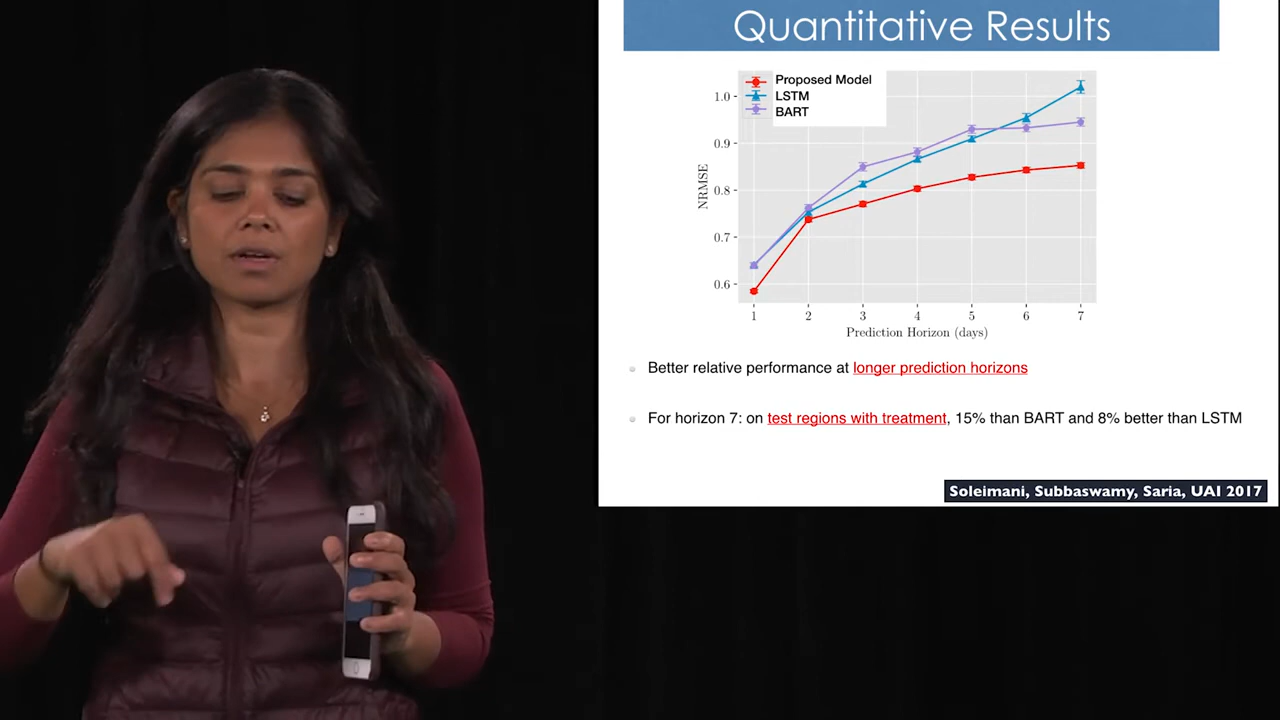 Quantitative Results
Proposed Model
LSTM
BART
1.0
0.9
0.8
0.7
0.6
NRMSE
1 2 3 4 5 6 7
Prediction Horizon (days)
Better relative performance at longer prediction horizons
For horizon 7: on test regions with treatment, 15% than BART and 8% better than LSTM
Soleimani, Subbaswamy, Saria, UAI 2017